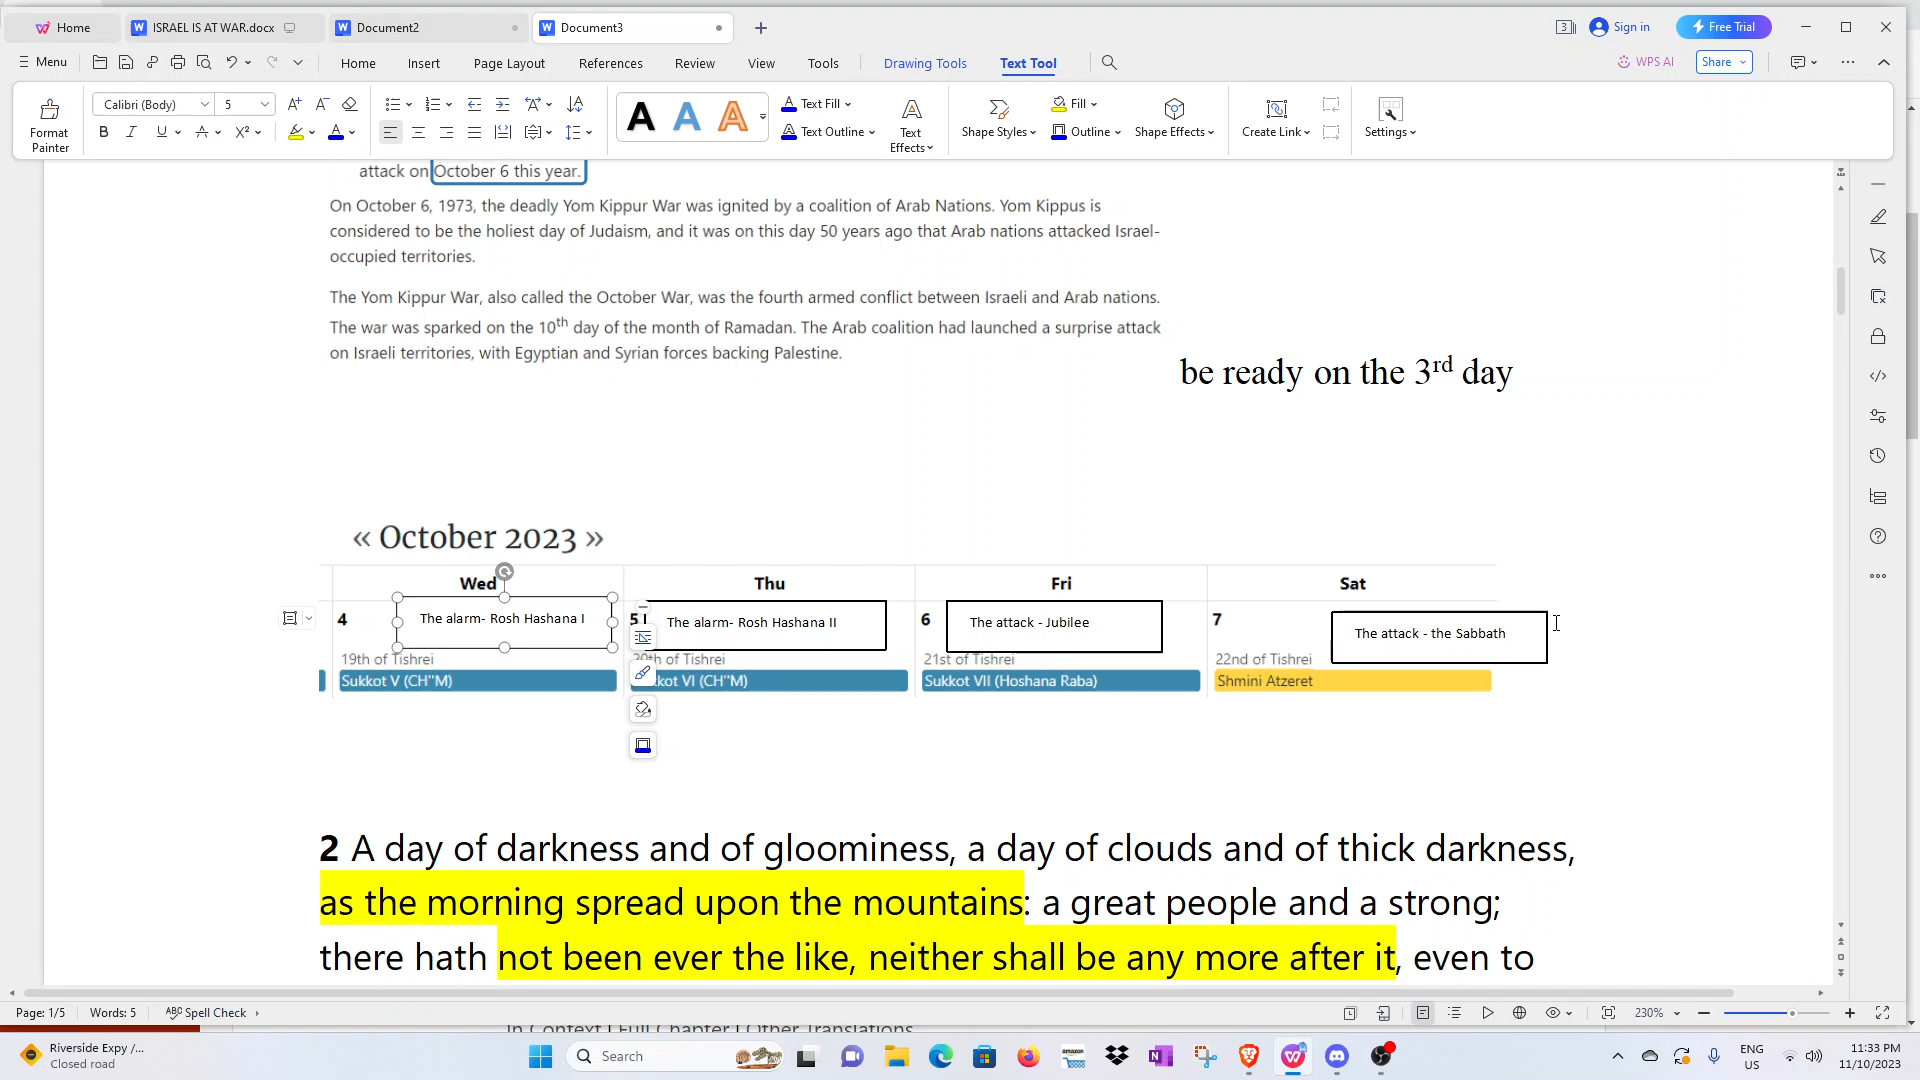 Home
ISRAEL IS AT WAR.docx
Document2
Document3
Sign in
Free Trial
Menu
Home
Insert
Page Layout
References
Review
View
Tools
Drawing Tools
Text Tool
WPS AI
Share
Format
Painter
Calibri (Body)
5
Text Fill
Text Outline
Text
Effects
Shape Styles
Fill
Outline
Shape Effects
Create Link
Settings
attack on October 6 this year.
On October 6, 1973, the deadly Yom Kippur War was ignited by a coalition of Arab Nations. Yom Kippus is
considered to be the holiest day of Judaism, and it was on this day 50 years ago that Arab nations attacked Israel-
occupied territories.
The Yom Kippur War, also called the October War, was the fourth armed conflict between Israeli and Arab nations.
The war was sparked on the 10th day of the month of Ramadan. The Arab coalition had launched a surprise attack
on Israeli territories, with Egyptian and Syrian forces backing Palestine.
be ready on the 3rd day
« October 2023 »
Wed Thu Fri Sat
4 The alarm- Rosh Hashana I 5 The alarm- Rosh Hashana II 6 The attack - Jubilee 7 The attack - the Sabbath
19th of Tishrei 20th of Tishrei 21st of Tishrei 22nd of Tishrei
Sukkot V (CH"M) kkot VI (CH"M) Sukkot VII (Hoshana Raba) Shmini Atzeret
2 A day of darkness and of gloominess, a day of clouds and of thick darkness,
as the morning spread upon the mountains: a great people and a strong;
there hath not been ever the like, neither shall be any more after it, even to
Page: 1/5 Words: 5 Spell Check 230%
In Context | Full Chapter | Other Translations
Riverside Expy /...
Closed road
Search
ENG
US
11:33 PM
11/10/2023